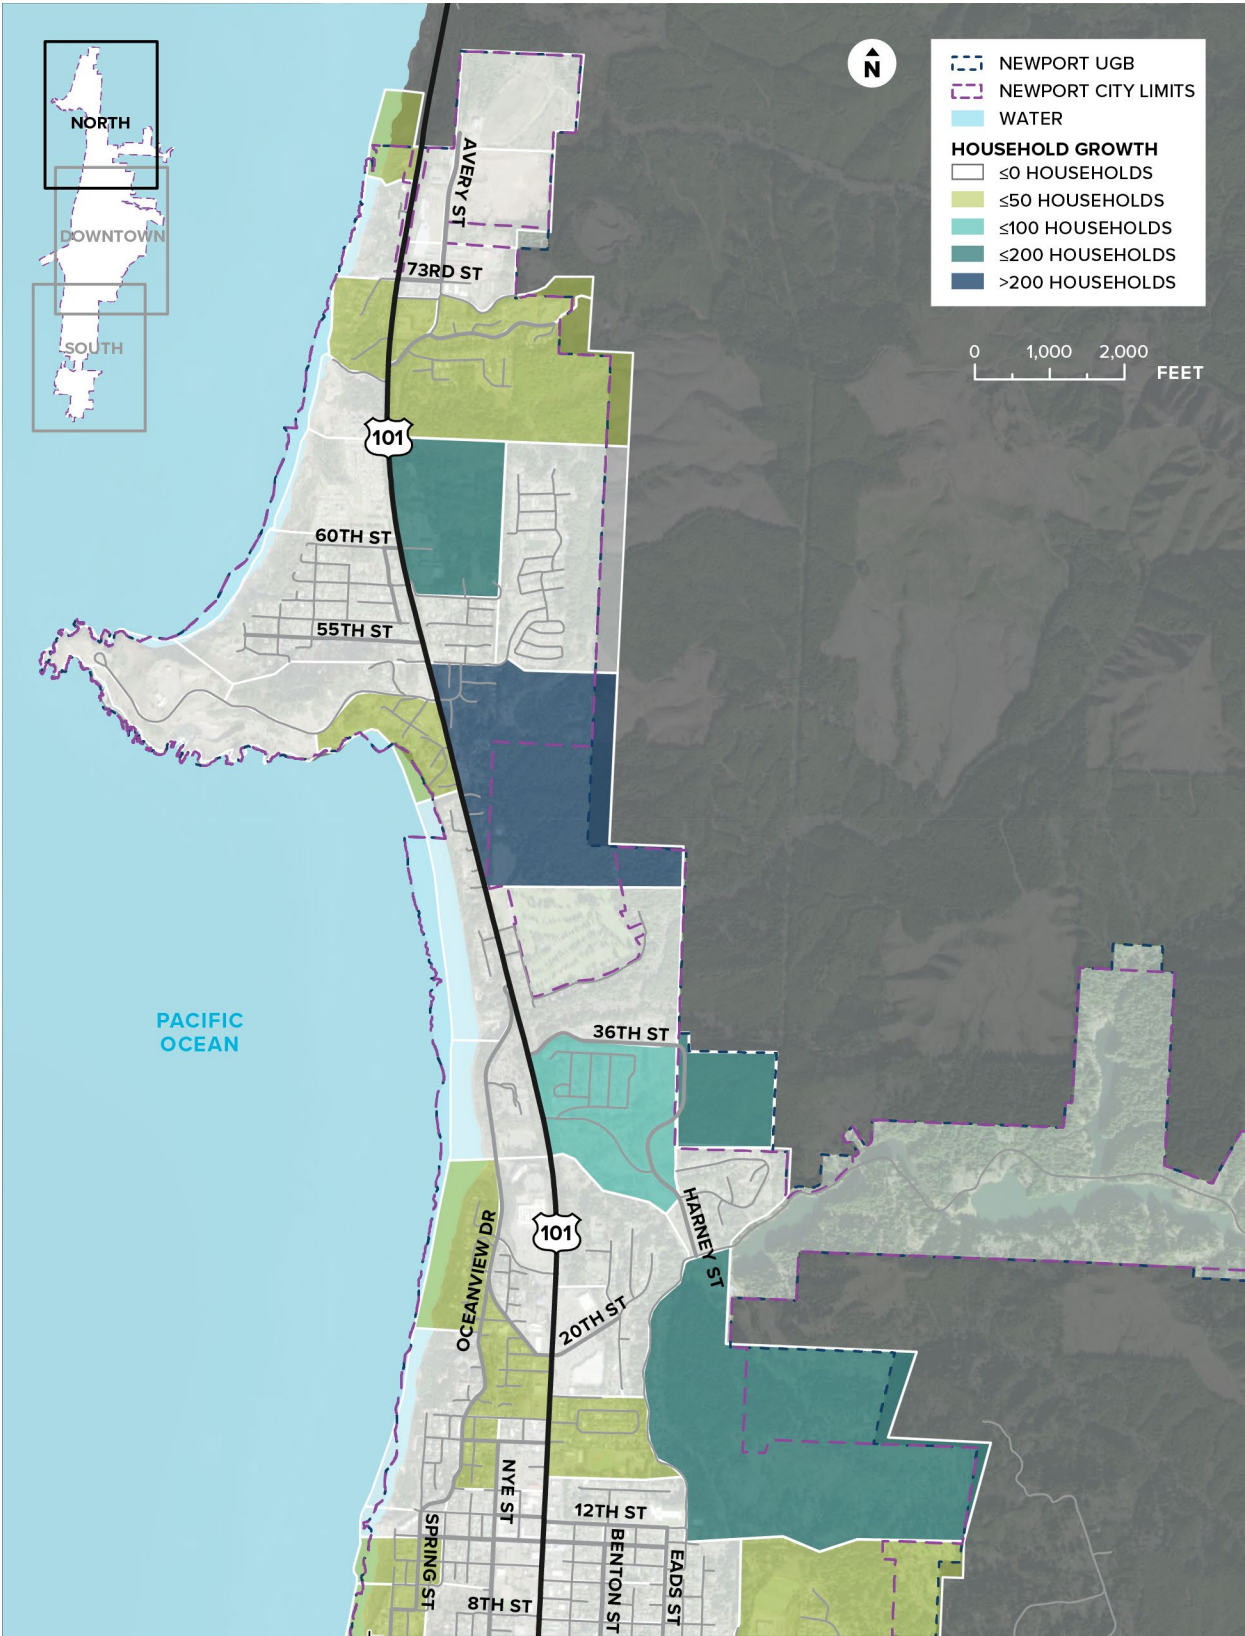 NORTH
DOWNTOWN
SOUTH
N
NEWPORT UGB
NEWPORT CITY LIMITS
WATER
HOUSEHOLD GROWTH
≤0 HOUSEHOLDS
≤50 HOUSEHOLDS
≤100 HOUSEHOLDS
≤200 HOUSEHOLDS
>200 HOUSEHOLDS
0 1,000 2,000
FEET
AVERY ST
73RD ST
101
60TH ST
55TH ST
PACIFIC
OCEAN
36TH ST
HARNEY ST
101
OCEANVIEW DR
20TH ST
NYE ST
12TH ST
SPRING ST
BENTON ST
EADS ST
8TH ST